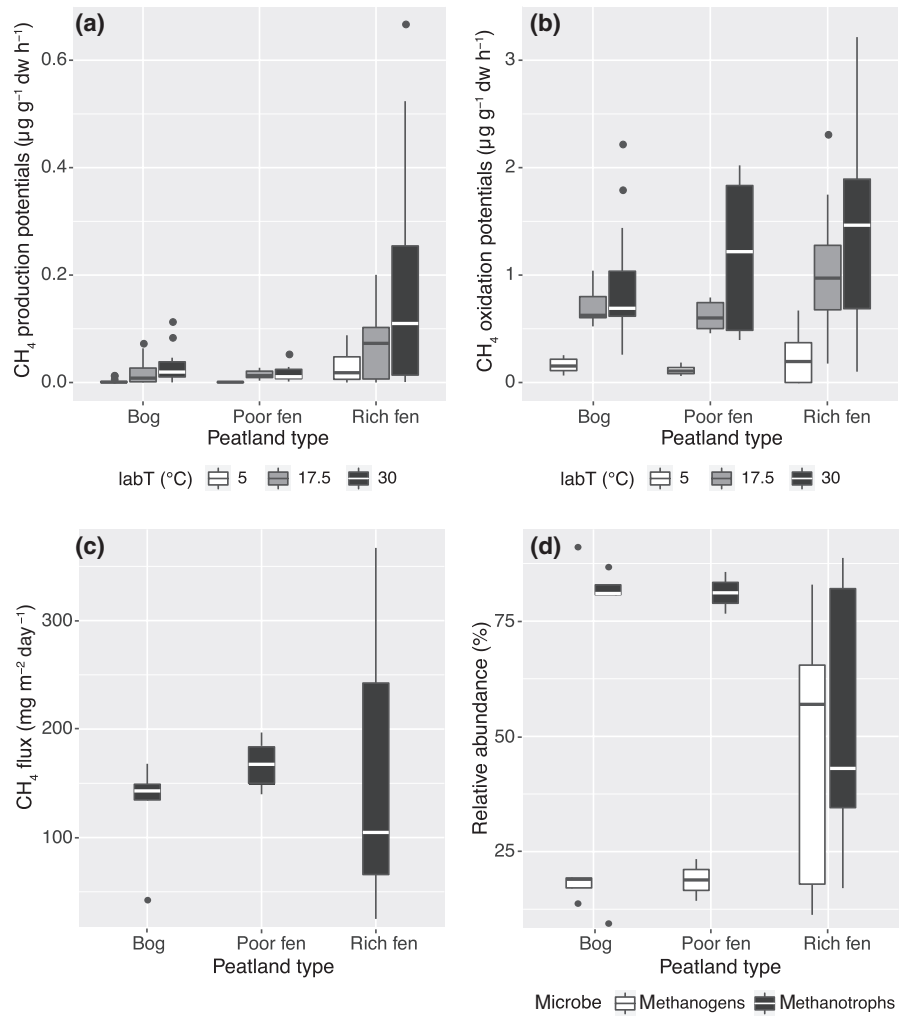 (a)
CH₄ production potentials (µg g⁻¹ dw h⁻¹)
0.6
0.4
0.2
0.0
Bog
Poor fen
Rich fen
Peatland type
labT (°C)
5
17.5
30
(b)
CH₄ oxidation potentials (µg g⁻¹ dw h⁻¹)
3
2
1
0
Bog
Poor fen
Rich fen
Peatland type
labT (°C)
5
17.5
30
(c)
CH₄ flux (mg m⁻² day⁻¹)
300
200
100
Bog
Poor fen
Rich fen
Peatland type
(d)
Relative abundance (%)
75
50
25
Bog
Poor fen
Rich fen
Peatland type
Microbe
Methanogens
Methanotrophs